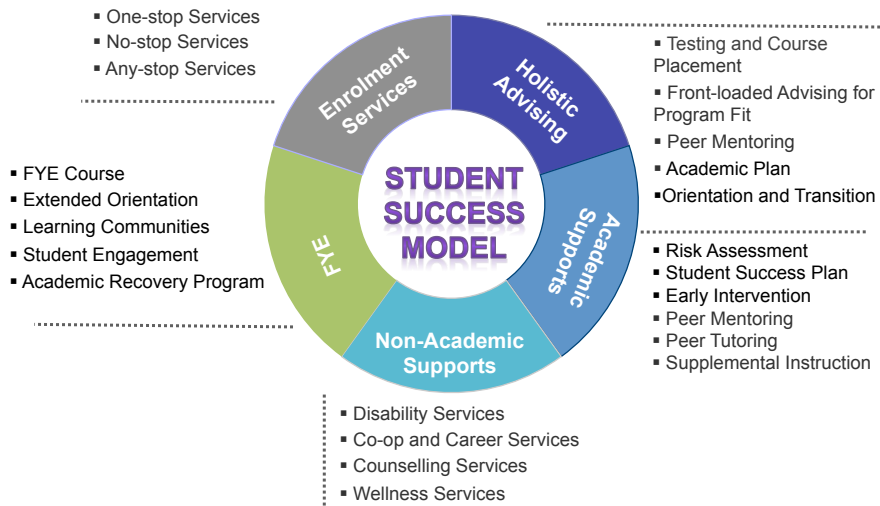 ▪ One-stop Services
▪ No-stop Services
▪ Any-stop Services
Enrolment
Services
Holistic
Advising
▪ Testing and Course
Placement
▪ Front-loaded Advising for
Program Fit
▪ Peer Mentoring
▪ Academic Plan
▪Orientation and Transition
▪ FYE Course
▪ Extended Orientation
▪ Learning Communities
▪ Student Engagement
▪ Academic Recovery Program
FYE
STUDENT
SUCCESS
MODEL
Academic
Supports
▪ Risk Assessment
▪ Student Success Plan
▪ Early Intervention
▪ Peer Mentoring
▪ Peer Tutoring
▪ Supplemental Instruction
Non-Academic
Supports
▪ Disability Services
▪ Co-op and Career Services
▪ Counselling Services
▪ Wellness Services